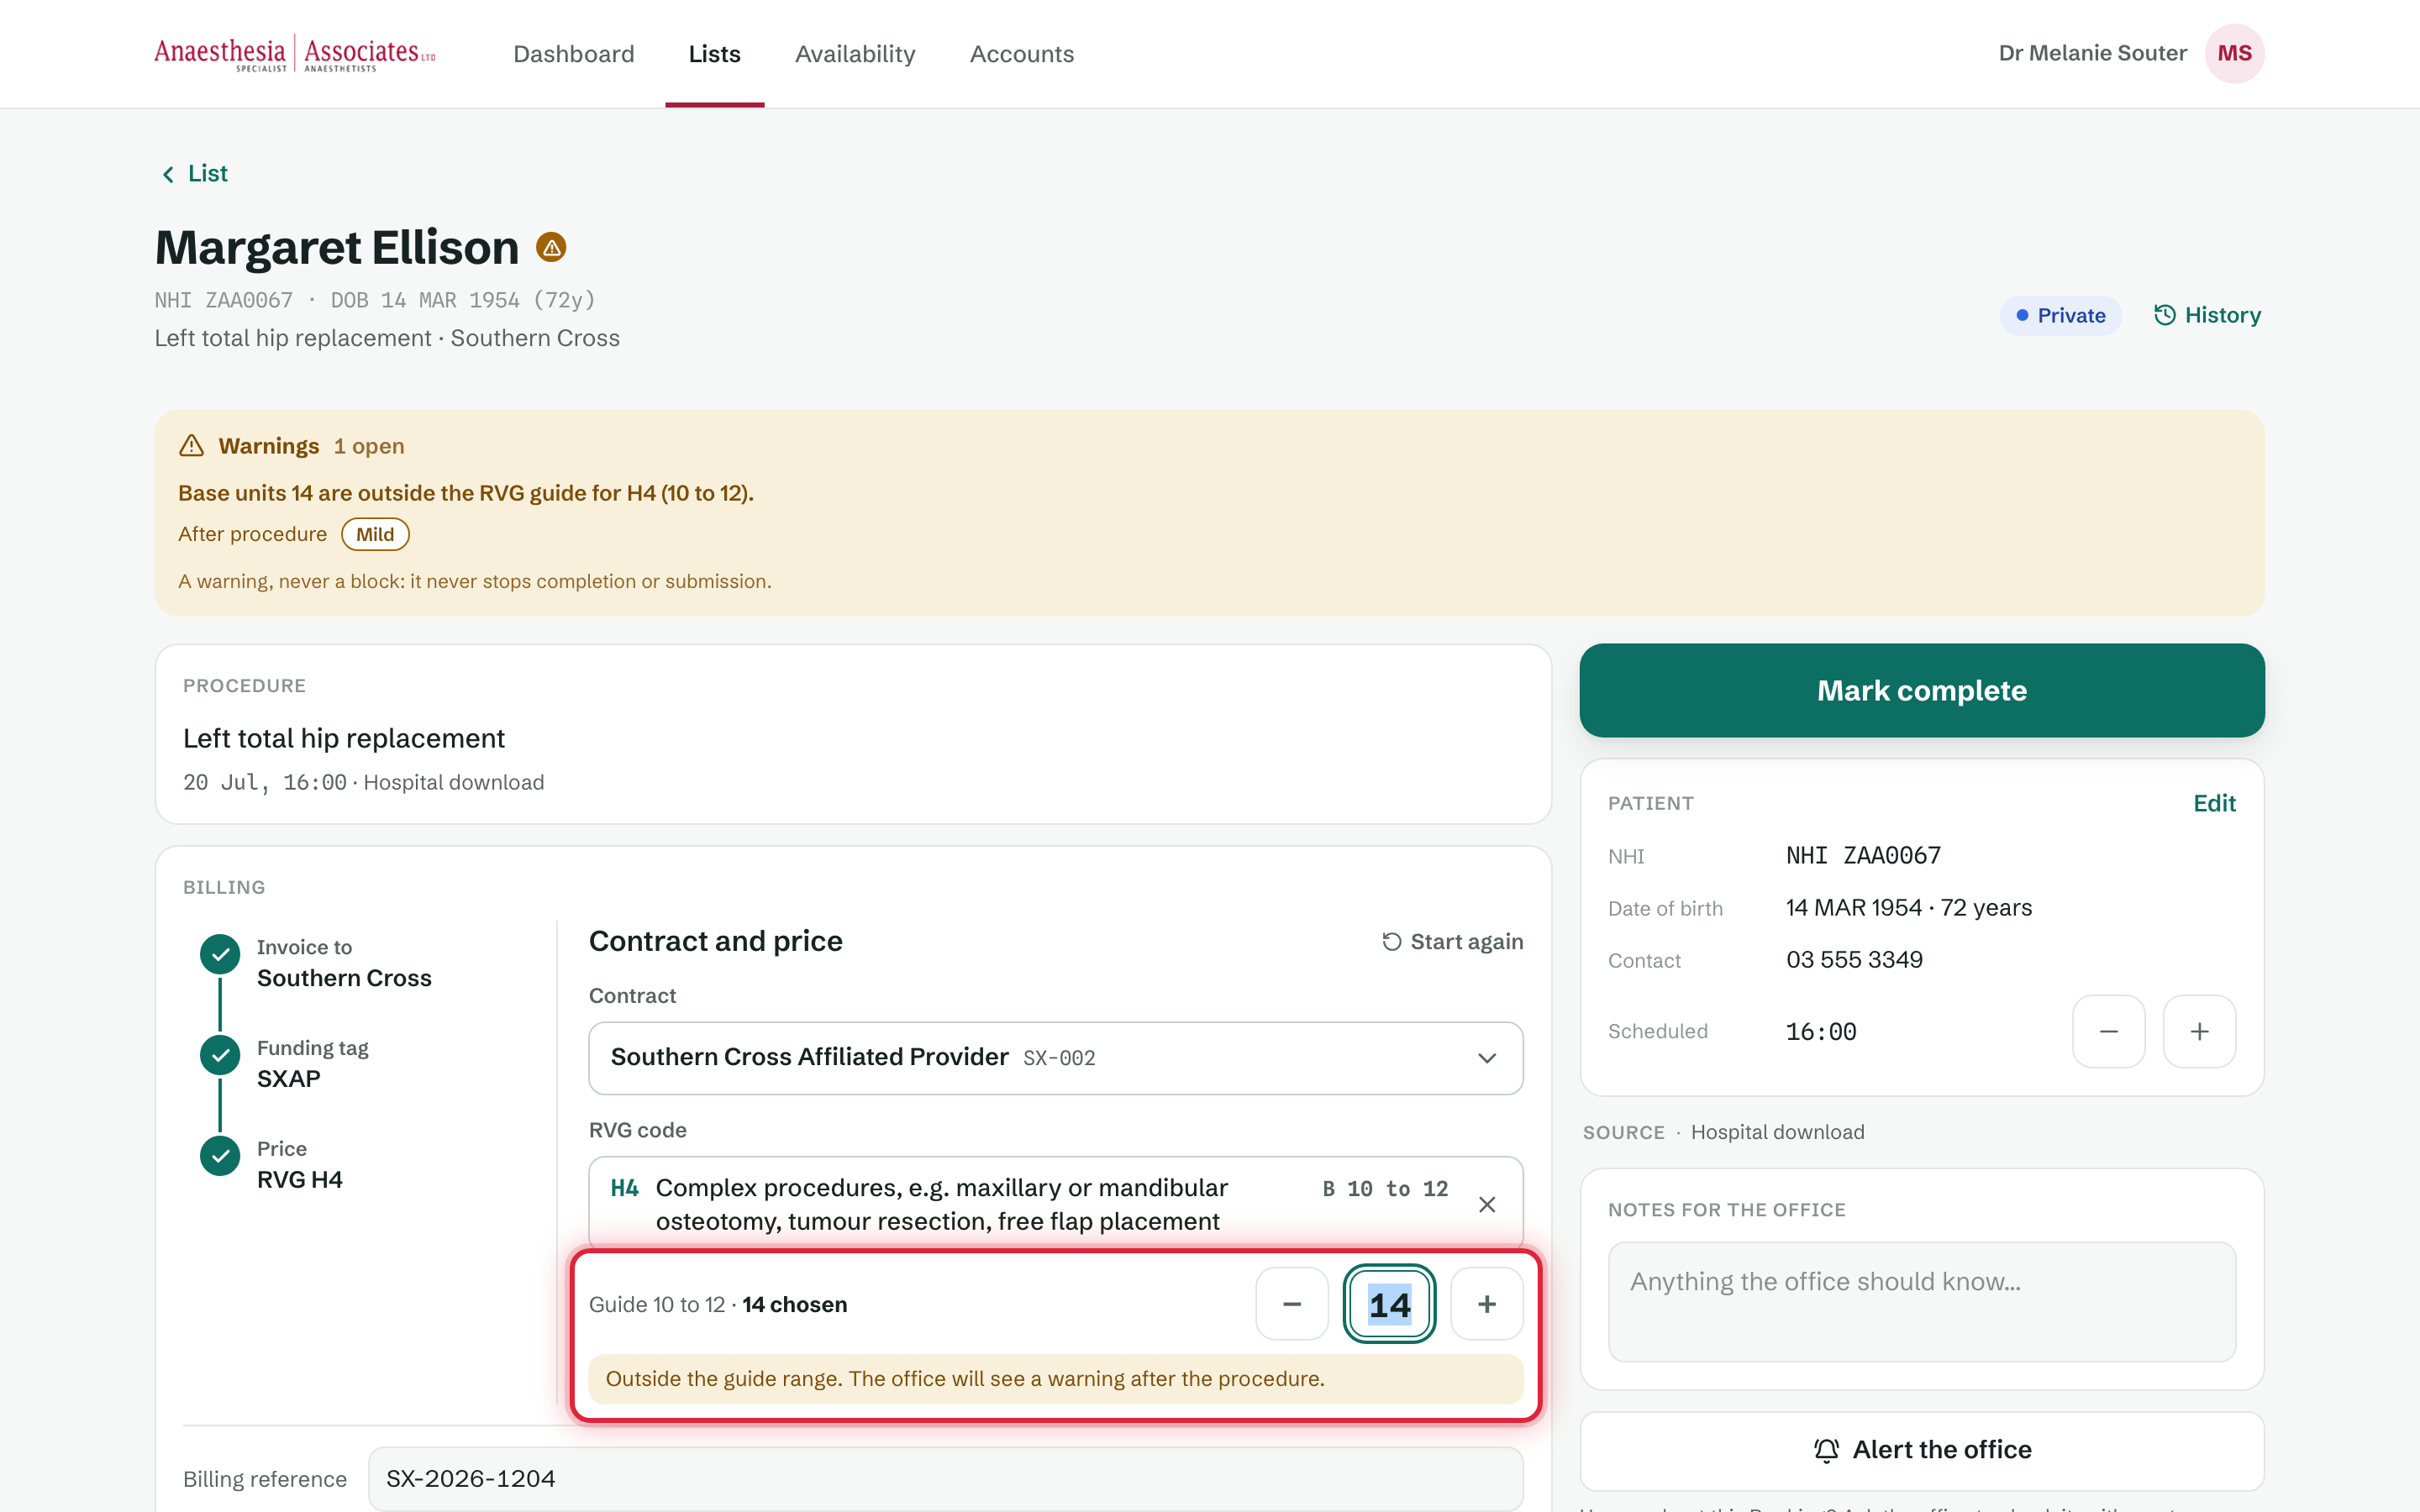 Anaesthesia | Associates LTD
SPECIALIST ANAESTHETISTS
Dashboard
Lists
Availability
Accounts
Dr Melanie Souter
MS
List
Margaret Ellison
NHI ZAA0067 · DOB 14 MAR 1954 (72y)
Left total hip replacement · Southern Cross
Private
History
Warnings 1 open
Base units 14 are outside the RVG guide for H4 (10 to 12).
After procedure Mild
A warning, never a block: it never stops completion or submission.
PROCEDURE
Left total hip replacement
20 Jul, 16:00 · Hospital download
BILLING
Invoice to
Southern Cross
Funding tag
SXAP
Price
RVG H4
Contract and price
Start again
Contract
Southern Cross Affiliated Provider SX-002
RVG code
H4 Complex procedures, e.g. maxillary or mandibular B 10 to 12
osteotomy, tumour resection, free flap placement
Guide 10 to 12 · 14 chosen
− 14 +
Outside the guide range. The office will see a warning after the procedure.
Billing reference SX-2026-1204
Mark complete
PATIENT
Edit
NHI NHI ZAA0067
Date of birth 14 MAR 1954 · 72 years
Contact 03 555 3349
Scheduled 16:00 − +
SOURCE · Hospital download
NOTES FOR THE OFFICE
Anything the office should know...
Alert the office